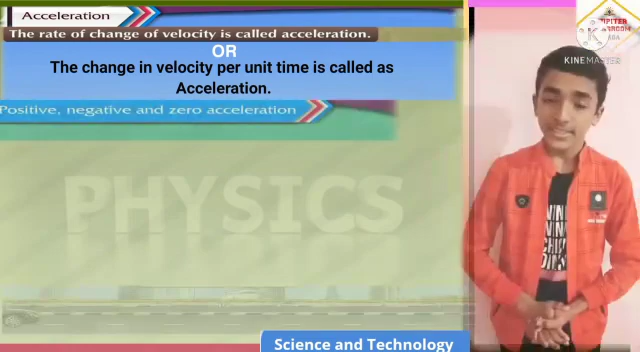 Acceleration
The rate of change of velocity is called acceleration.
OR
The change in velocity per unit time is called as
Acceleration.
Positive, negative and zero acceleration
PHYSICS
KINEMASTER
Science and Technology